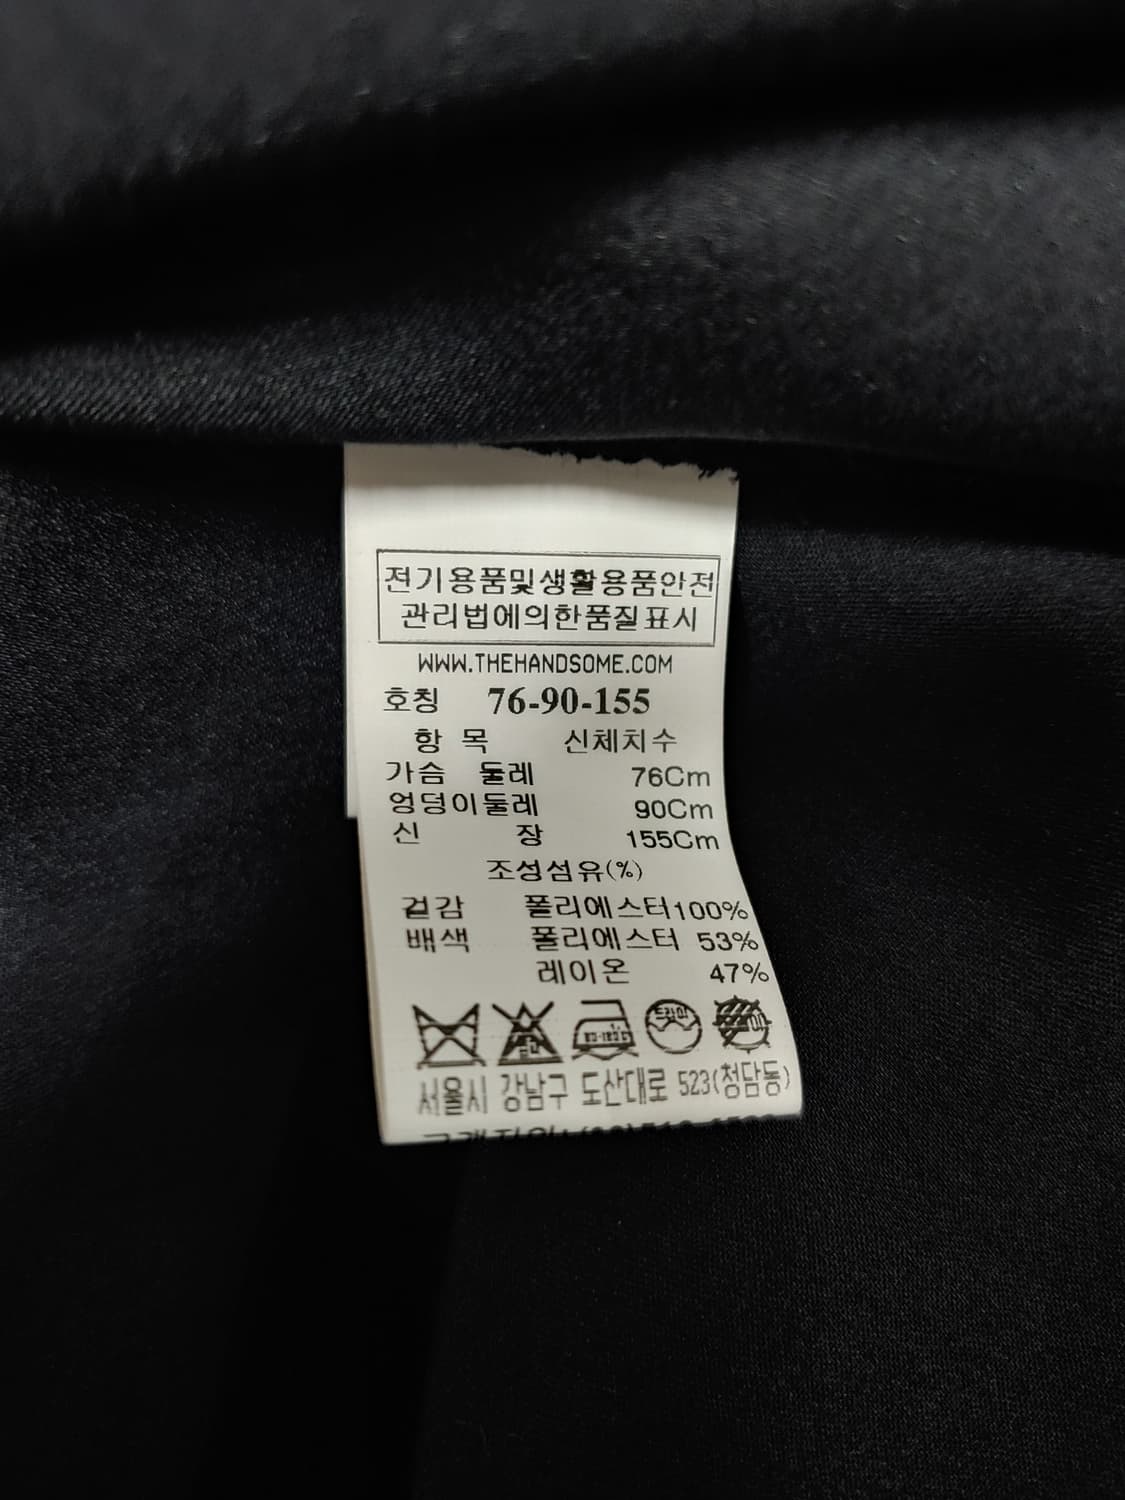 전기용품및생활용품안전
관리법에의한품질표시
WWW.THEHANDSOME.COM
호칭 76-90-155
항 목 신체치수
가슴 둘레 76Cm
엉덩이둘레 90Cm
신 장 155Cm
조성섬유(%)
겉감 폴리에스터100%
배색 폴리에스터 53%
레이온 47%
드라이
서울시 강남구 도산대로 523(청담동)